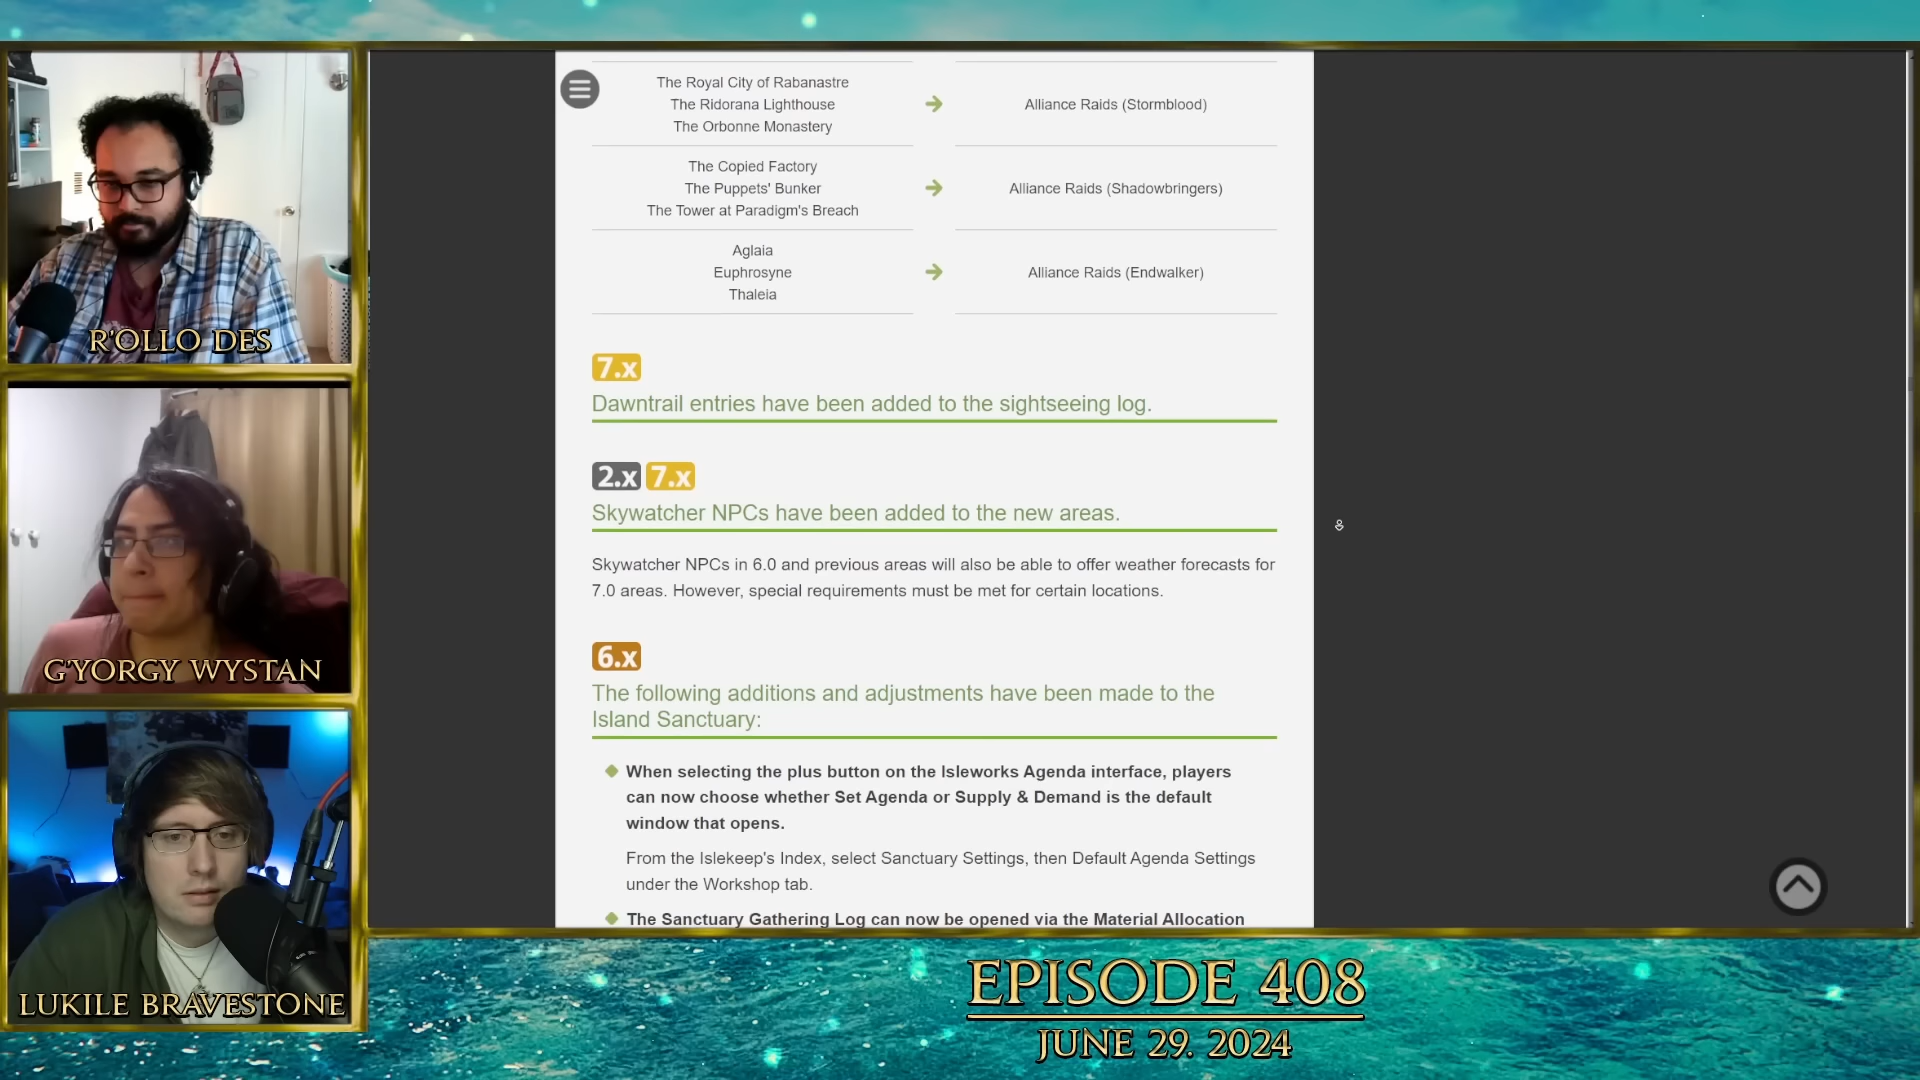 The Royal City of Rabanastre
The Ridorana Lighthouse
The Orbonne Monastery
Alliance Raids (Stormblood)
The Copied Factory
The Puppets' Bunker
The Tower at Paradigm's Breach
Alliance Raids (Shadowbringers)
Aglaia
Euphrosyne
Thaleia
Alliance Raids (Endwalker)
7.x
Dawntrail entries have been added to the sightseeing log.
2.x 7.x
Skywatcher NPCs have been added to the new areas.
Skywatcher NPCs in 6.0 and previous areas will also be able to offer weather forecasts for
7.0 areas. However, special requirements must be met for certain locations.
6.x
The following additions and adjustments have been made to the
Island Sanctuary:
When selecting the plus button on the Isleworks Agenda interface, players
can now choose whether Set Agenda or Supply & Demand is the default
window that opens.
From the Islekeep's Index, select Sanctuary Settings, then Default Agenda Settings
under the Workshop tab.
The Sanctuary Gathering Log can now be opened via the Material Allocation
R'OLLO DES
G'YORGY WYSTAN
LUKILE BRAVESTONE
EPISODE 408
JUNE 29. 2024